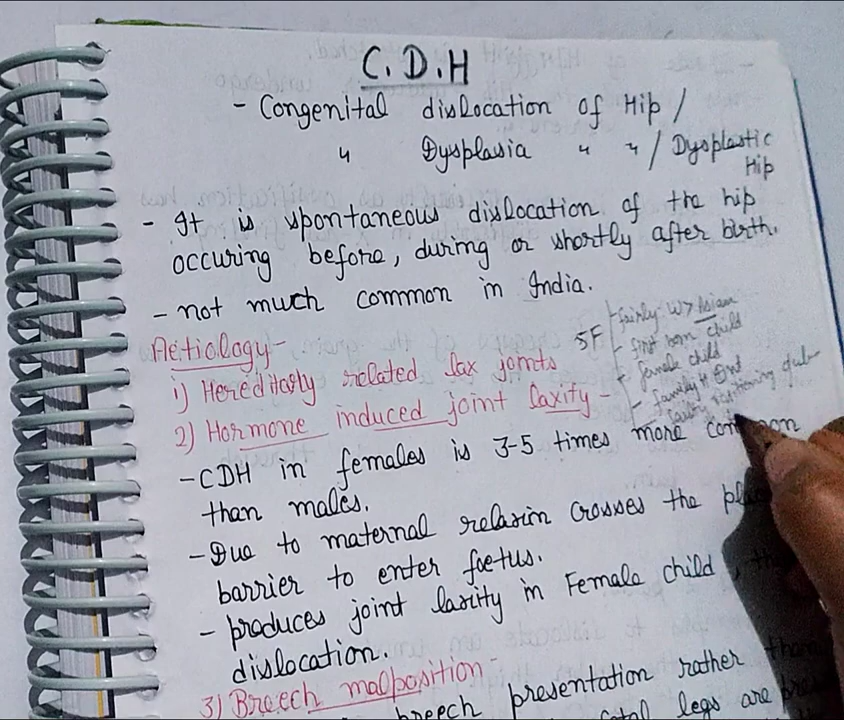 C.D.H
- Congenital dislocation of Hip /
" Dysplasia " " / Dysplastic
Hip
- It is spontaneous dislocation of the hip
occuring before, during or shortly after birth.
- not much common in India.
Aetiology -
5F
fairly W > Asian
first born child
female child
family H
1) Hereditary related lax joints
2) Hormone induced joint laxity -
- CDH in females is 3-5 times more common
than males.
- Due to maternal relaxin crosses the
barrier to enter foetus.
- produces joint laxity in Female child,
dislocation.
3) Breech malposition
breech presentation rather
legs are